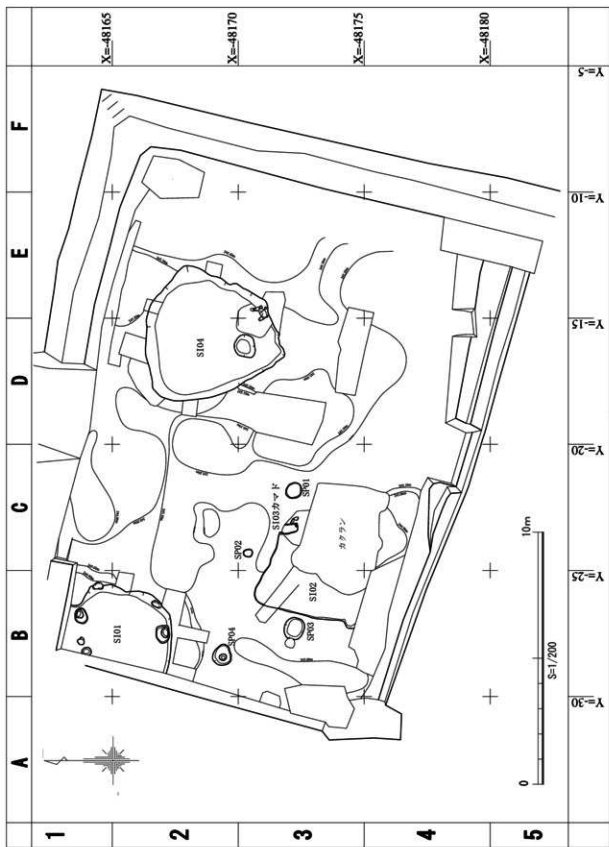 X=-48165
X=-48170
X=-48175
X=-48180
F
E
D
C
B
A
Y=-5
Y=-10
Y=-15
Y=-20
Y=-25
Y=-30
1
2
3
4
5
SI04
SI03カマド
SP01
SP02
カクラン
SI02
SI01
SP04
SP03
0
10m
S=1/200